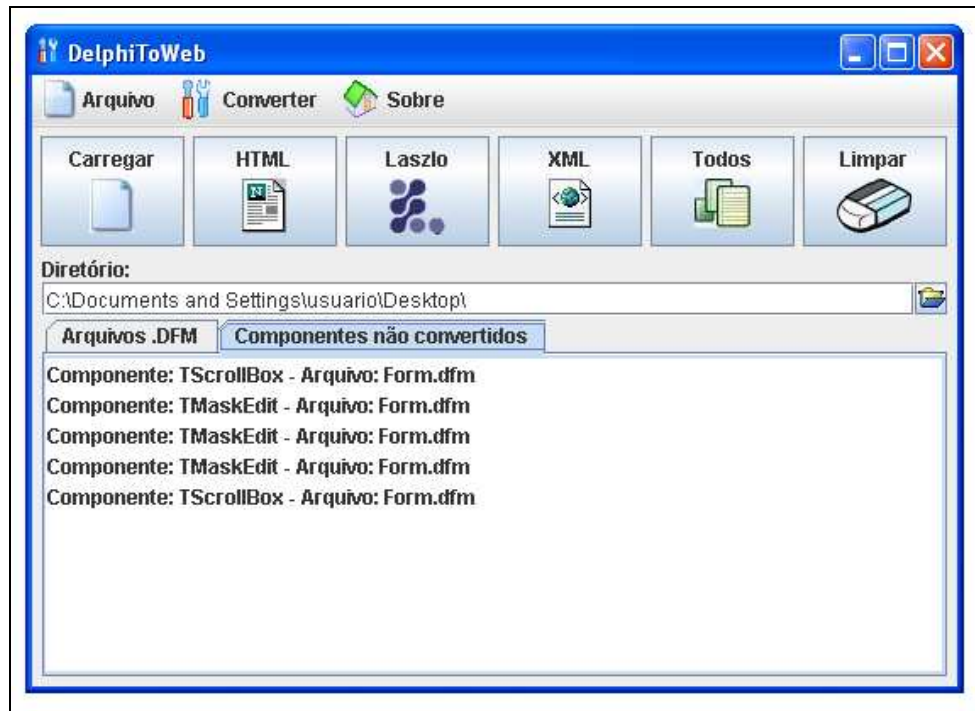 DelphiToWeb
Arquivo Converter Sobre
Carregar HTML Laszlo XML Todos Limpar
Diretório:
C:\Documents and Settings\usuario\Desktop\
Arquivos .DFM Componentes não convertidos
Componente: TScrollBox - Arquivo: Form.dfm
Componente: TMaskEdit - Arquivo: Form.dfm
Componente: TMaskEdit - Arquivo: Form.dfm
Componente: TMaskEdit - Arquivo: Form.dfm
Componente: TScrollBox - Arquivo: Form.dfm